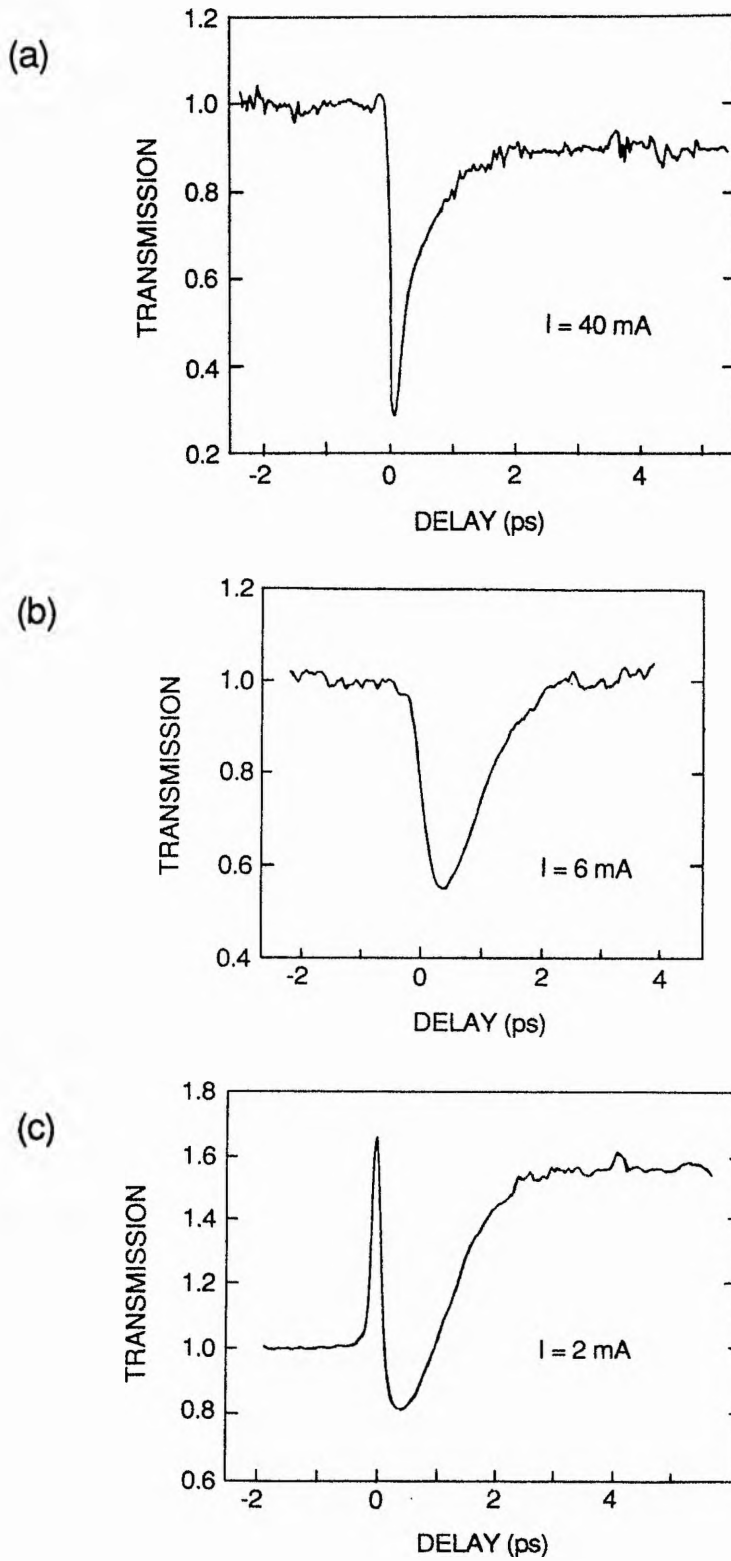 (a)
1.2
1.0
0.8
0.6
0.4
0.2
TRANSMISSION
I = 40 mA
-2 0 2 4
DELAY (ps)
(b)
1.2
1.0
0.8
0.6
0.4
TRANSMISSION
I = 6 mA
-2 0 2 4
DELAY (ps)
(c)
1.8
1.6
1.4
1.2
1.0
0.8
0.6
TRANSMISSION
I = 2 mA
-2 0 2 4
DELAY (ps)